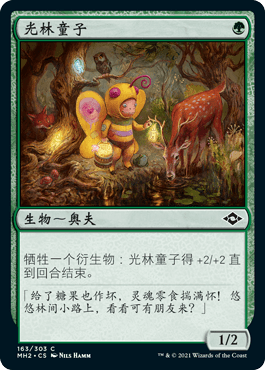 光林童子
生物～奥夫
牺牲一个衍生物：光林童子得+2/+2直
到回合结束。
「给了糖果也作坏，灵魂零食揣满怀！悠
悠林间小路上，看看可有朋友来？」
1/2
163/303 C
MH2 • CS NILS HAMM
™ & © 2021 Wizards of the Coast